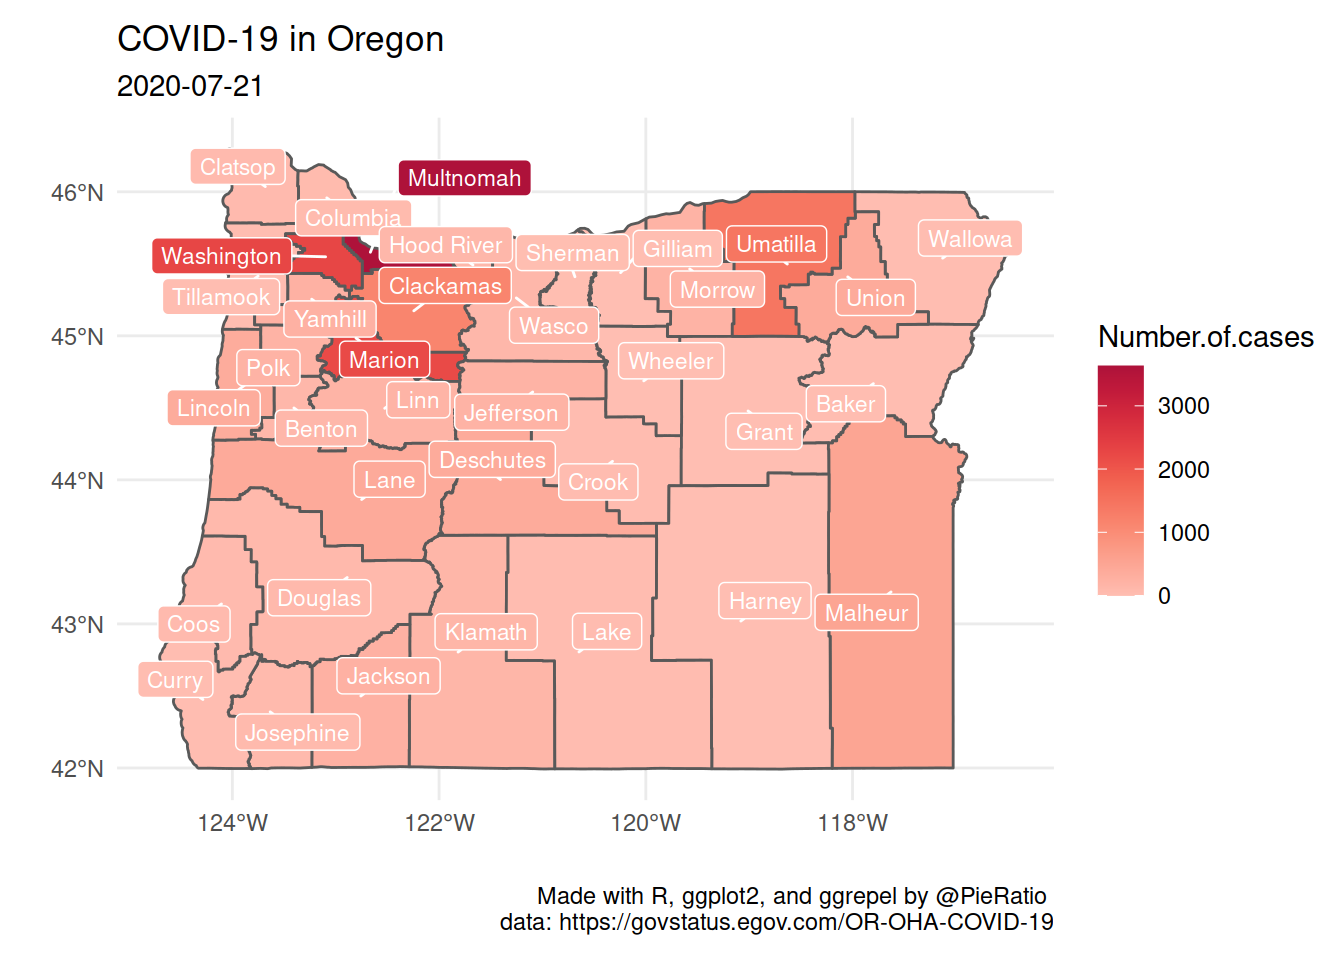 COVID-19 in Oregon
2020-07-21
46°N
45°N
44°N
43°N
42°N
124°W
122°W
120°W
118°W
Clatsop
Multnomah
Columbia
Washington
Hood River
Sherman
Gilliam
Umatilla
Wallowa
Tillamook
Clackamas
Morrow
Union
Yamhill
Wasco
Polk
Marion
Wheeler
Lincoln
Linn
Jefferson
Baker
Benton
Grant
Deschutes
Lane
Crook
Douglas
Harney
Malheur
Coos
Klamath
Lake
Curry
Jackson
Josephine
Number.of.cases
3000
2000
1000
0
Made with R, ggplot2, and ggrepel by @PieRatio
data: https://govstatus.egov.com/OR-OHA-COVID-19